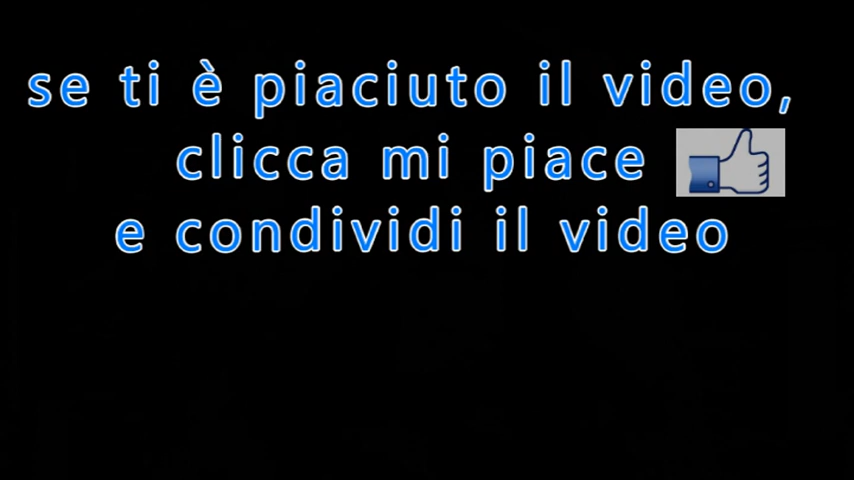 se ti è piaciuto il video,
clicca mi piace
e condividi il video